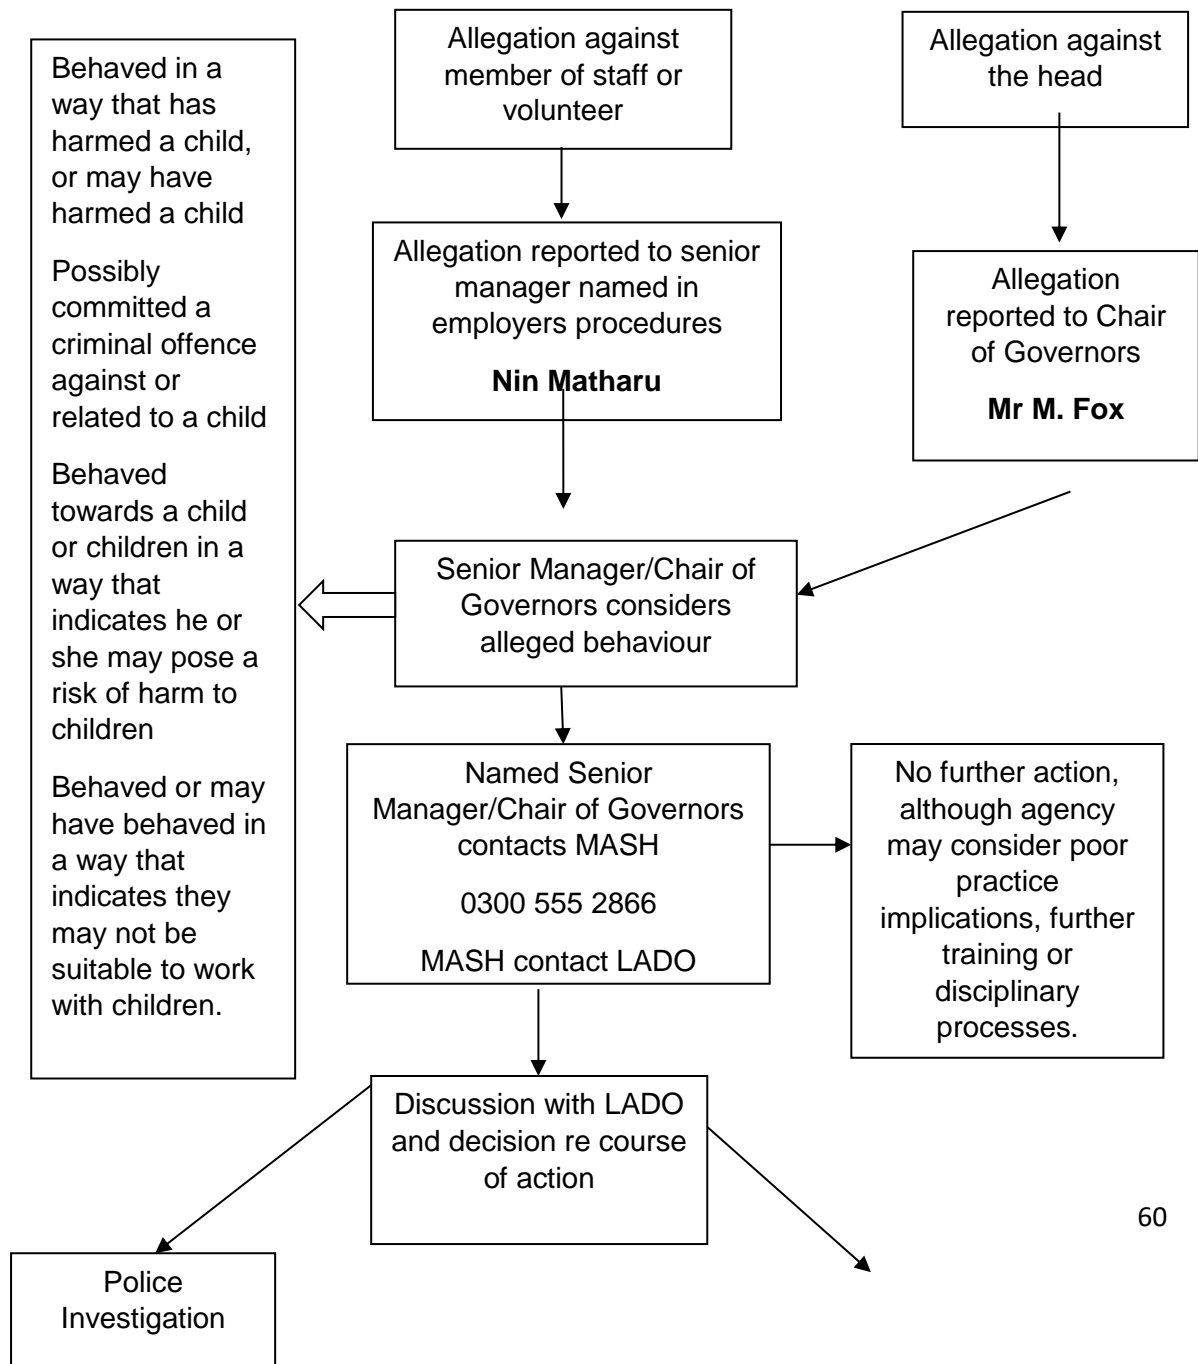 Behaved in a
way that has
harmed a child,
or may have
harmed a child
Possibly
committed a
criminal offence
against or
related to a child
Behaved
towards a child
or children in a
way that
indicates he or
she may pose a
risk of harm to
children
Behaved or may
have behaved in
a way that
indicates they
may not be
suitable to work
with children.
Allegation against
member of staff or
volunteer
Allegation against
the head
Allegation reported to senior
manager named in
employers procedures
Nin Matharu
Allegation
reported to Chair
of Governors
Mr M. Fox
Senior Manager/Chair of
Governors considers
alleged behaviour
Named Senior
Manager/Chair of Governors
contacts MASH
0300 555 2866
MASH contact LADO
No further action,
although agency
may consider poor
practice
implications, further
training or
disciplinary
processes.
Discussion with LADO
and decision re course
of action
Police
Investigation
60